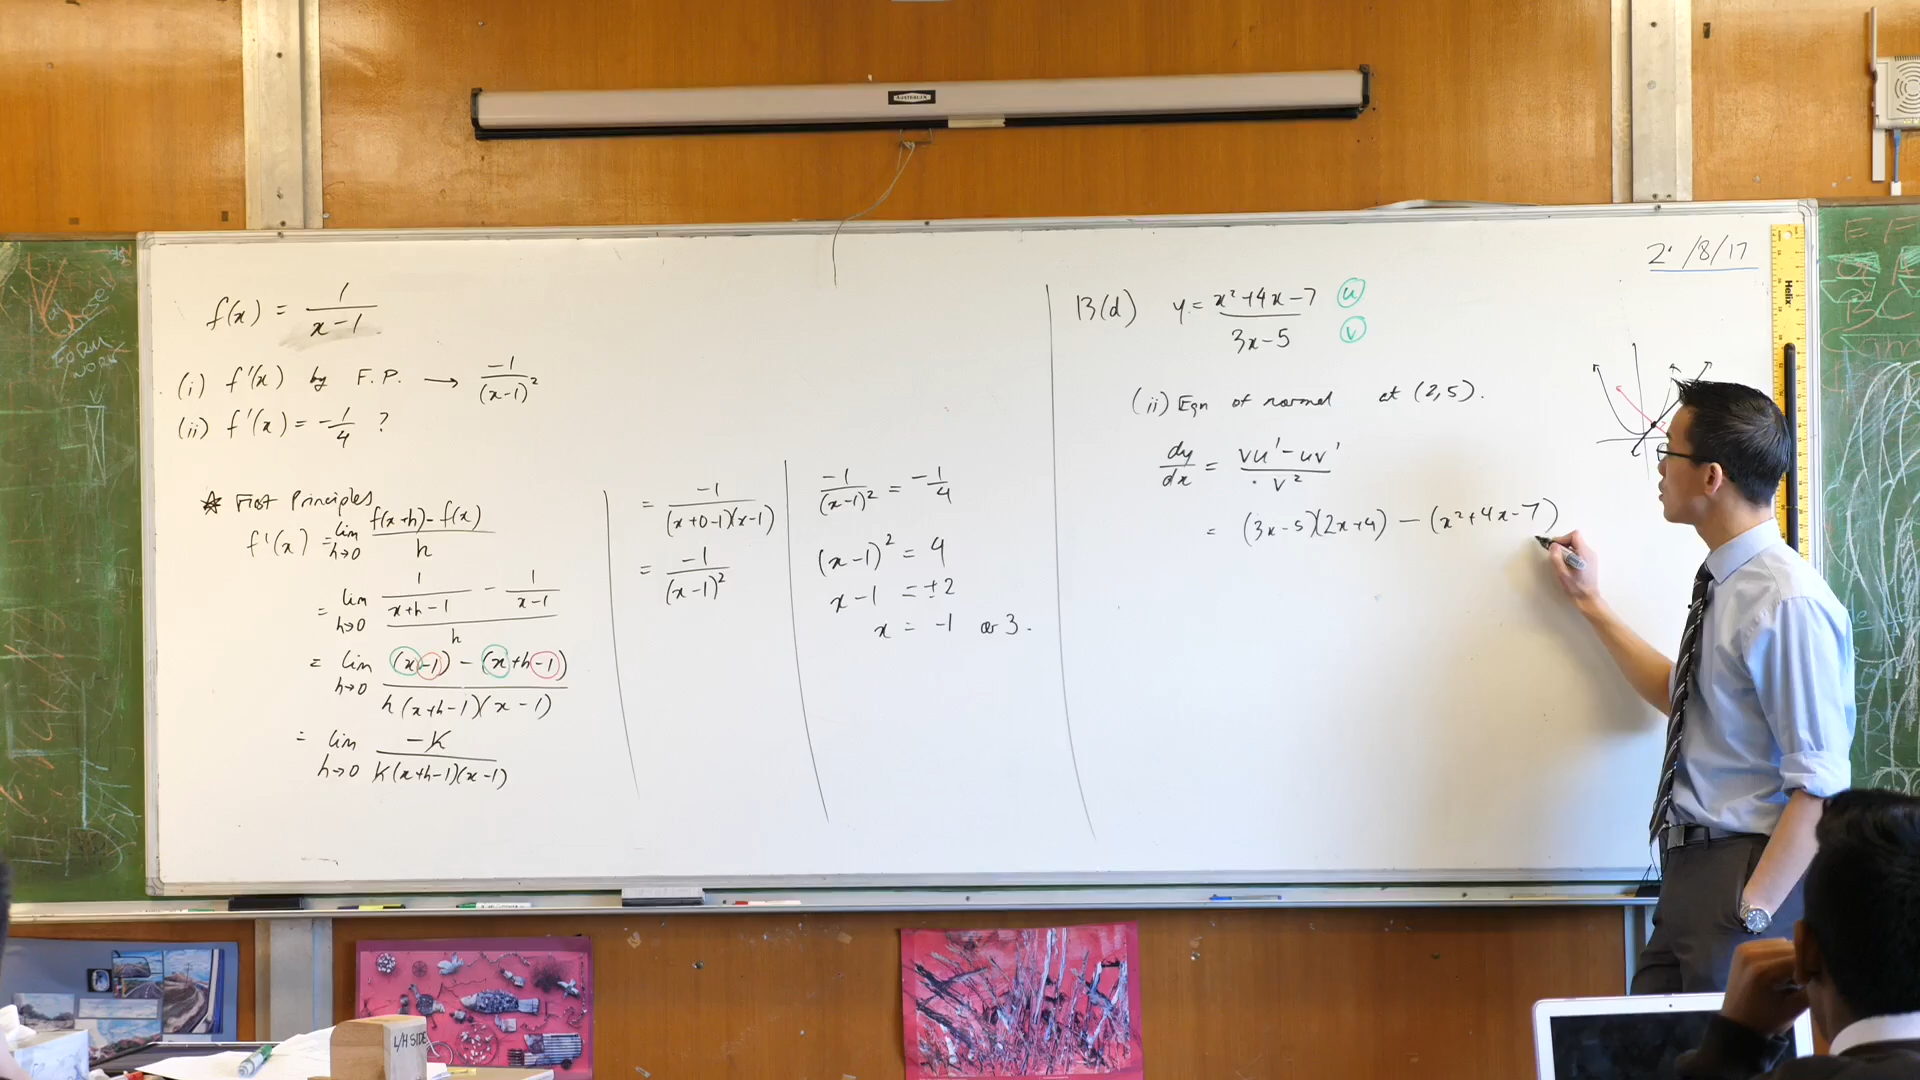 AUSTRALUX
2 /8/17
f(x) = 1/(x-1)
(i) f'(x) by F.P. → -1/(x-1)²
(ii) f'(x) = -1/4 ?
☆ First Principles
f'(x) = lim h→0 (f(x+h) - f(x))/h
= lim h→0 (1/(x+h-1) - 1/(x-1))/h
= lim h→0 ((x-1) - (x+h-1))/(h(x+h-1)(x-1))
= lim h→0 -h/(h(x+h-1)(x-1))
= -1/((x+0-1)(x-1))
= -1/(x-1)²
-1/(x-1)² = -1/4
(x-1)² = 4
x-1 = ±2
x = -1 or 3.
13(d) y = (x²+4x-7)/(3x-5) u v
(ii) Eqn of normal at (2,5).
dy/dx = (vu' - uv')/v²
= (3x-5)(2x+4) - (x²+4x-7)
Helix
FORM
L/H SIDE